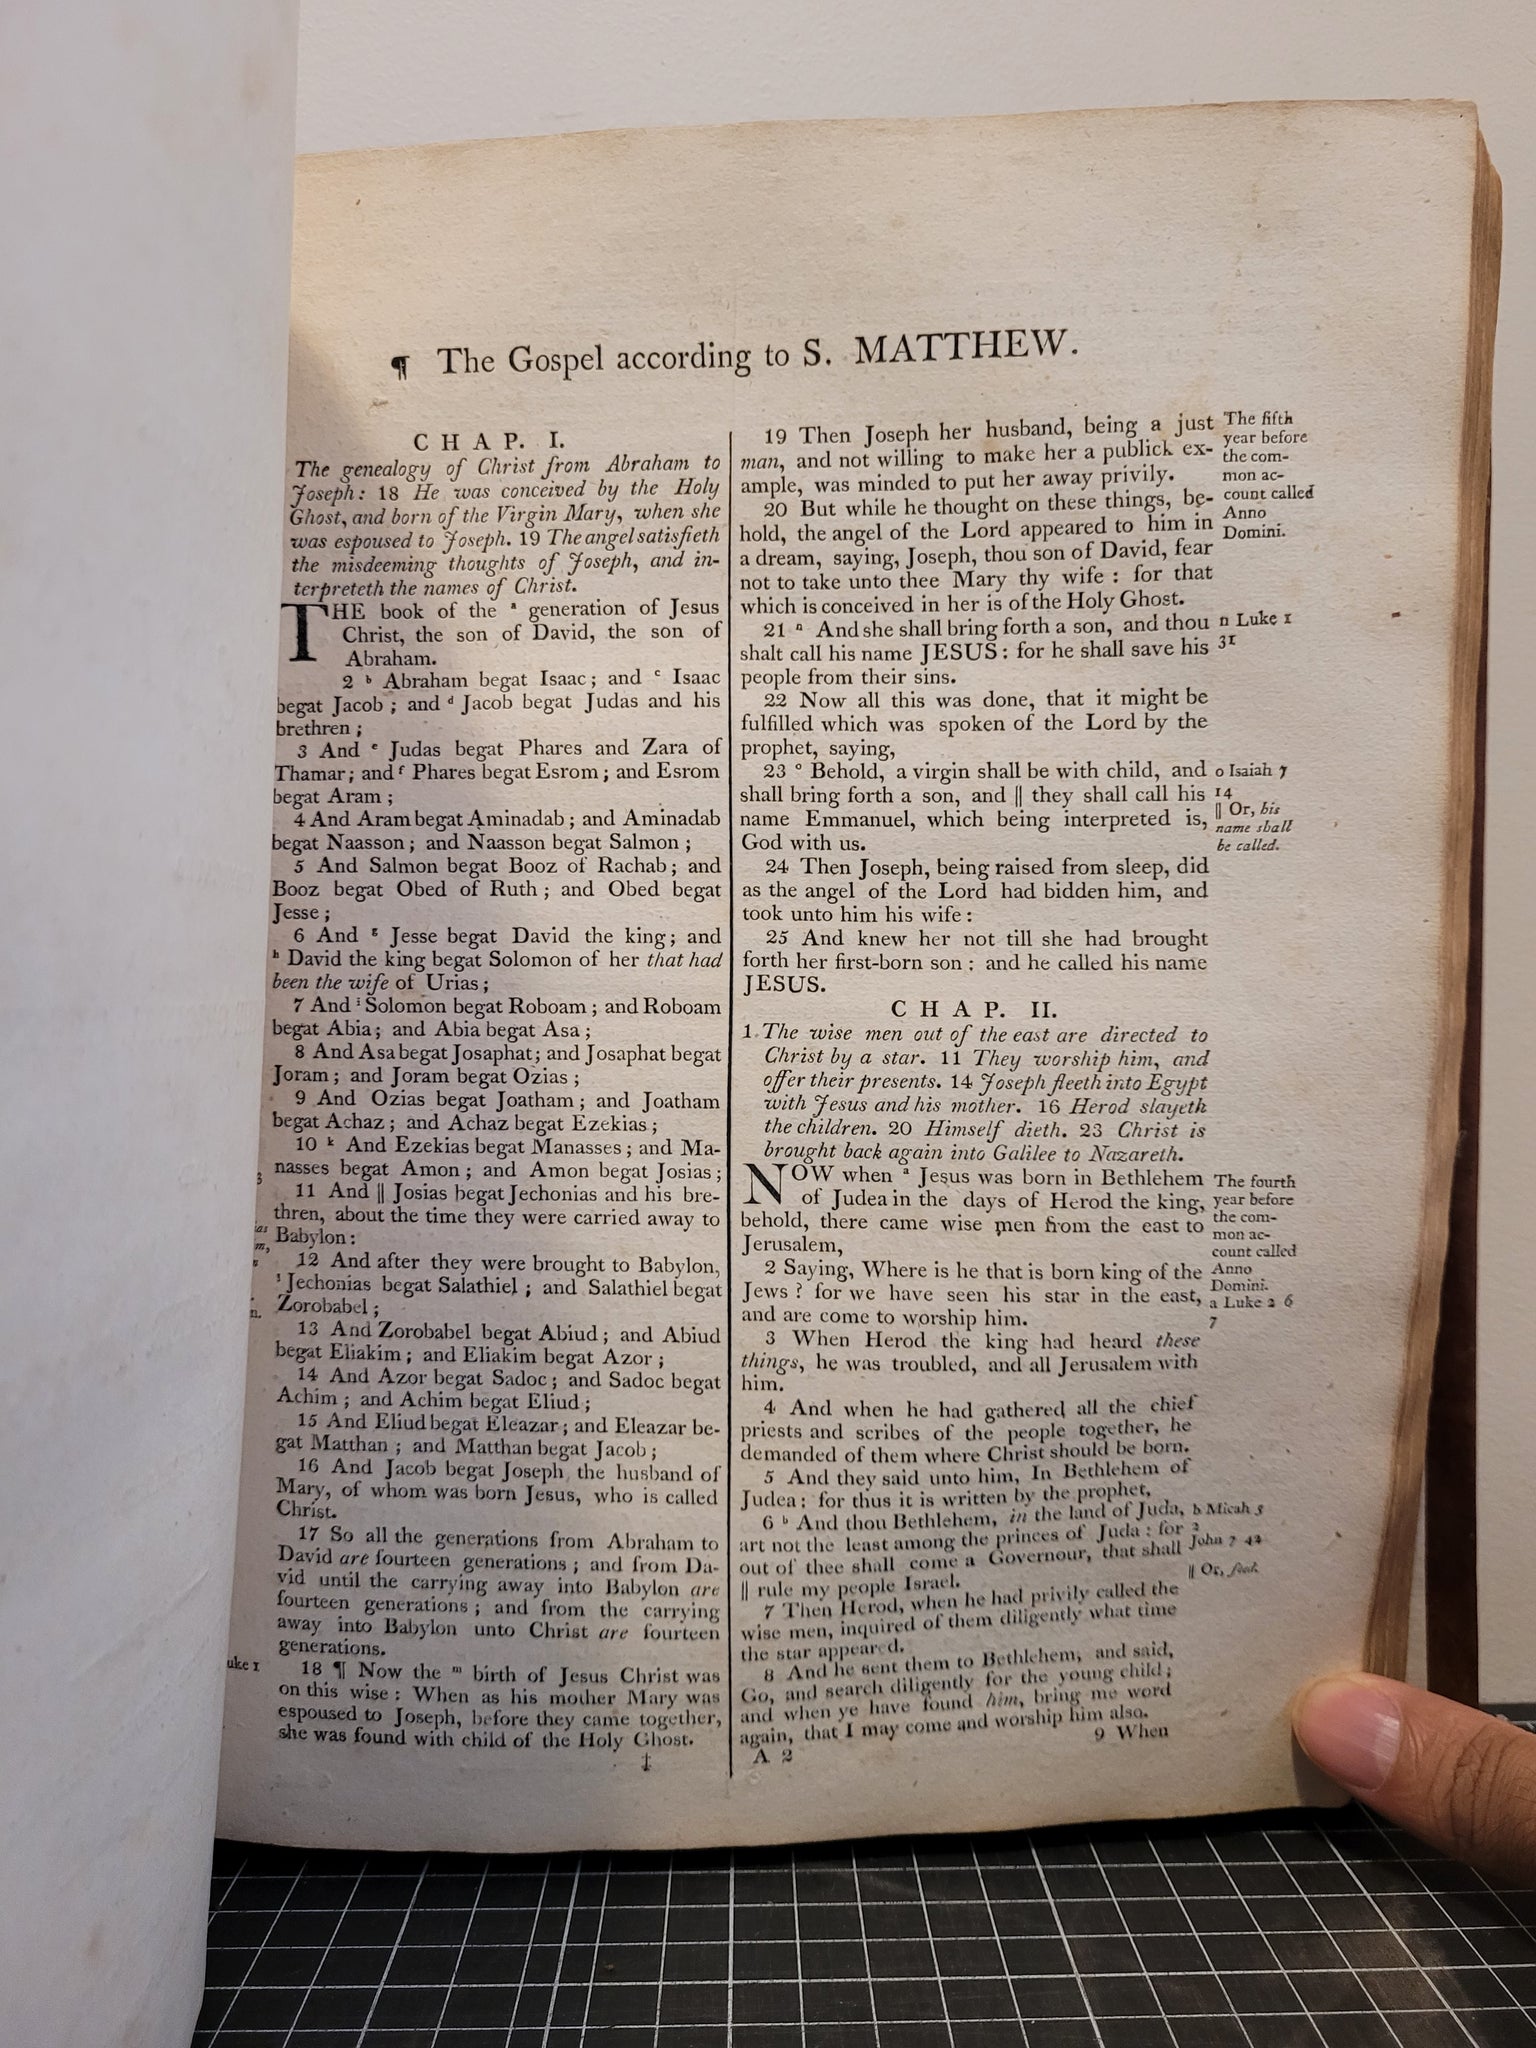 ¶ The Gospel according to S. MATTHEW.
CHAP. I.
The genealogy of Christ from Abraham to
Joseph: 18 He was conceived by the Holy
Ghost, and born of the Virgin Mary, when she
was espoused to Joseph. 19 The angel satisfieth
the misdeeming thoughts of Joseph, and in-
terpreteth the names of Christ.
THE book of the a generation of Jesus
Christ, the son of David, the son of
Abraham.
2 b Abraham begat Isaac; and c Isaac
begat Jacob; and d Jacob begat Judas and his
brethren;
3 And e Judas begat Phares and Zara of
Thamar; and f Phares begat Esrom; and Esrom
begat Aram;
4 And Aram begat Aminadab; and Aminadab
begat Naasson; and Naasson begat Salmon;
5 And Salmon begat Booz of Rachab; and
Booz begat Obed of Ruth; and Obed begat
Jesse;
6 And g Jesse begat David the king; and
h David the king begat Solomon of her that had
been the wife of Urias;
7 And i Solomon begat Roboam; and Roboam
begat Abia; and Abia begat Asa;
8 And Asa begat Josaphat; and Josaphat begat
Joram; and Joram begat Ozias;
9 And Ozias begat Joatham; and Joatham
begat Achaz; and Achaz begat Ezekias;
10 k And Ezekias begat Manasses; and Ma-
nasses begat Amon; and Amon begat Josias;
11 And || Josias begat Jechonias and his bre-
thren, about the time they were carried away to
Babylon:
12 And after they were brought to Babylon,
l Jechonias begat Salathiel; and Salathiel begat
Zorobabel;
13 And Zorobabel begat Abiud; and Abiud
begat Eliakim; and Eliakim begat Azor;
14 And Azor begat Sadoc; and Sadoc begat
Achim; and Achim begat Eliud;
15 And Eliud begat Eleazar; and Eleazar be-
gat Matthan; and Matthan begat Jacob;
16 And Jacob begat Joseph the husband of
Mary, of whom was born Jesus, who is called
Christ.
17 So all the generations from Abraham to
David are fourteen generations; and from Da-
vid until the carrying away into Babylon are
fourteen generations; and from the carrying
away into Babylon unto Christ are fourteen
generations.
uke 1
18 ¶ Now the m birth of Jesus Christ was
on this wise: When as his mother Mary was
espoused to Joseph, before they came together,
she was found with child of the Holy Ghost.
‡
19 Then Joseph her husband, being a just
man, and not willing to make her a publick ex-
ample, was minded to put her away privily.
20 But while he thought on these things, be-
hold, the angel of the Lord appeared to him in
a dream, saying, Joseph, thou son of David, fear
not to take unto thee Mary thy wife: for that
which is conceived in her is of the Holy Ghost.
21 n And she shall bring forth a son, and thou
shalt call his name JESUS: for he shall save his
people from their sins.
22 Now all this was done, that it might be
fulfilled which was spoken of the Lord by the
prophet, saying,
23 o Behold, a virgin shall be with child, and
shall bring forth a son, and || they shall call his
name Emmanuel, which being interpreted is,
God with us.
24 Then Joseph, being raised from sleep, did
as the angel of the Lord had bidden him, and
took unto him his wife:
25 And knew her not till she had brought
forth her first-born son: and he called his name
JESUS.
CHAP. II.
1 The wise men out of the east are directed to
Christ by a star. 11 They worship him, and
offer their presents. 14 Joseph fleeth into Egypt
with Jesus and his mother. 16 Herod slayeth
the children. 20 Himself dieth. 23 Christ is
brought back again into Galilee to Nazareth.
NOW when a Jesus was born in Bethlehem
of Judea in the days of Herod the king,
behold, there came wise men from the east to
Jerusalem,
2 Saying, Where is he that is born king of the
Jews? for we have seen his star in the east,
and are come to worship him.
3 When Herod the king had heard these
things, he was troubled, and all Jerusalem with
him.
4 And when he had gathered all the chief
priests and scribes of the people together, he
demanded of them where Christ should be born.
5 And they said unto him, In Bethlehem of
Judea: for thus it is written by the prophet,
6 b And thou Bethlehem, in the land of Juda,
art not the least among the princes of Juda: for
out of thee shall come a Governour, that shall
|| rule my people Israel.
7 Then Herod, when he had privily called the
wise men, inquired of them diligently what time
the star appeared.
8 And he sent them to Bethlehem, and said,
Go, and search diligently for the young child;
and when ye have found him, bring me word
again, that I may come and worship him also.
A 2
9 When
The fifth
year before
the com-
mon ac-
count called
Anno
Domini.
n Luke 1
31
o Isaiah 7
14
|| Or, his
name shall
be called.
The fourth
year before
the com-
mon ac-
count called
Anno
Domini.
a Luke 2 6
7
b Micah 5
2
John 7 42
|| Or, feed.